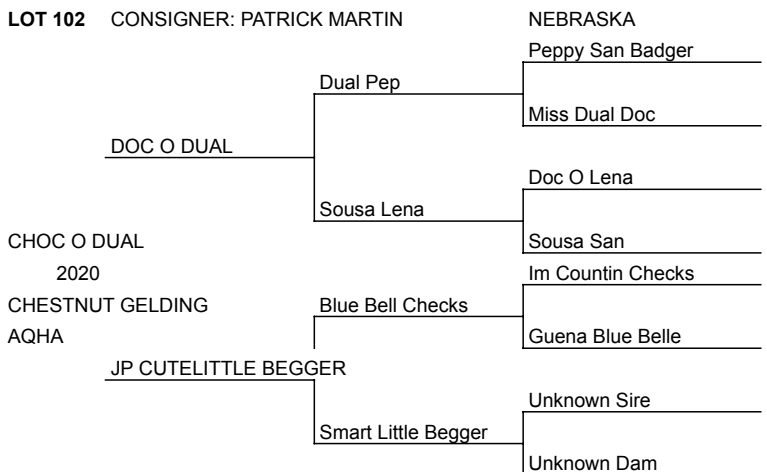 LOT 102 CONSIGNER: PATRICK MARTIN NEBRASKA
Peppy San Badger
Dual Pep
Miss Dual Doc
DOC O DUAL
Doc O Lena
Sousa Lena
CHOC O DUAL
Sousa San
2020
Im Countin Checks
CHESTNUT GELDING
Blue Bell Checks
AQHA
Guena Blue Belle
JP CUTELITTLE BEGGER
Unknown Sire
Smart Little Begger
Unknown Dam